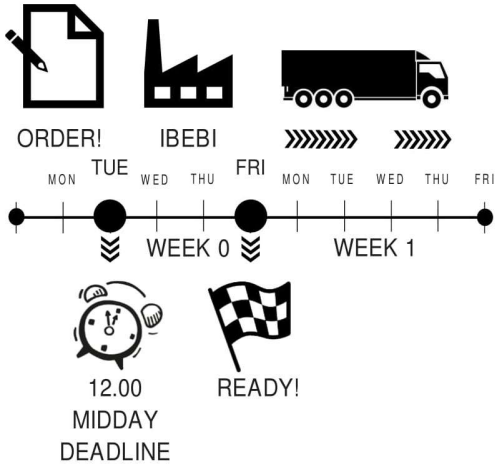 ORDER! IBEBI
MON TUE WED THU FRI MON TUE WED THU FRI
WEEK 0 WEEK 1
12.00
MIDDAY
DEADLINE
READY!